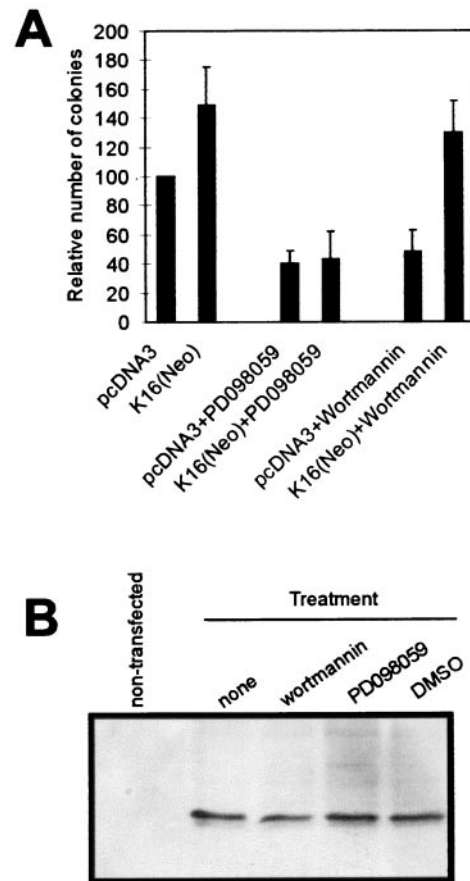 A
Relative number of colonies
200
180
160
140
120
100
80
60
40
20
0
pcDNA3
K16(Neo)
pcDNA3+PD098059
K16(Neo)+PD098059
pcDNA3+Wortmannin
K16(Neo)+Wortmannin
B
non-transfected
Treatment
none
wortmannin
PD098059
DMSO